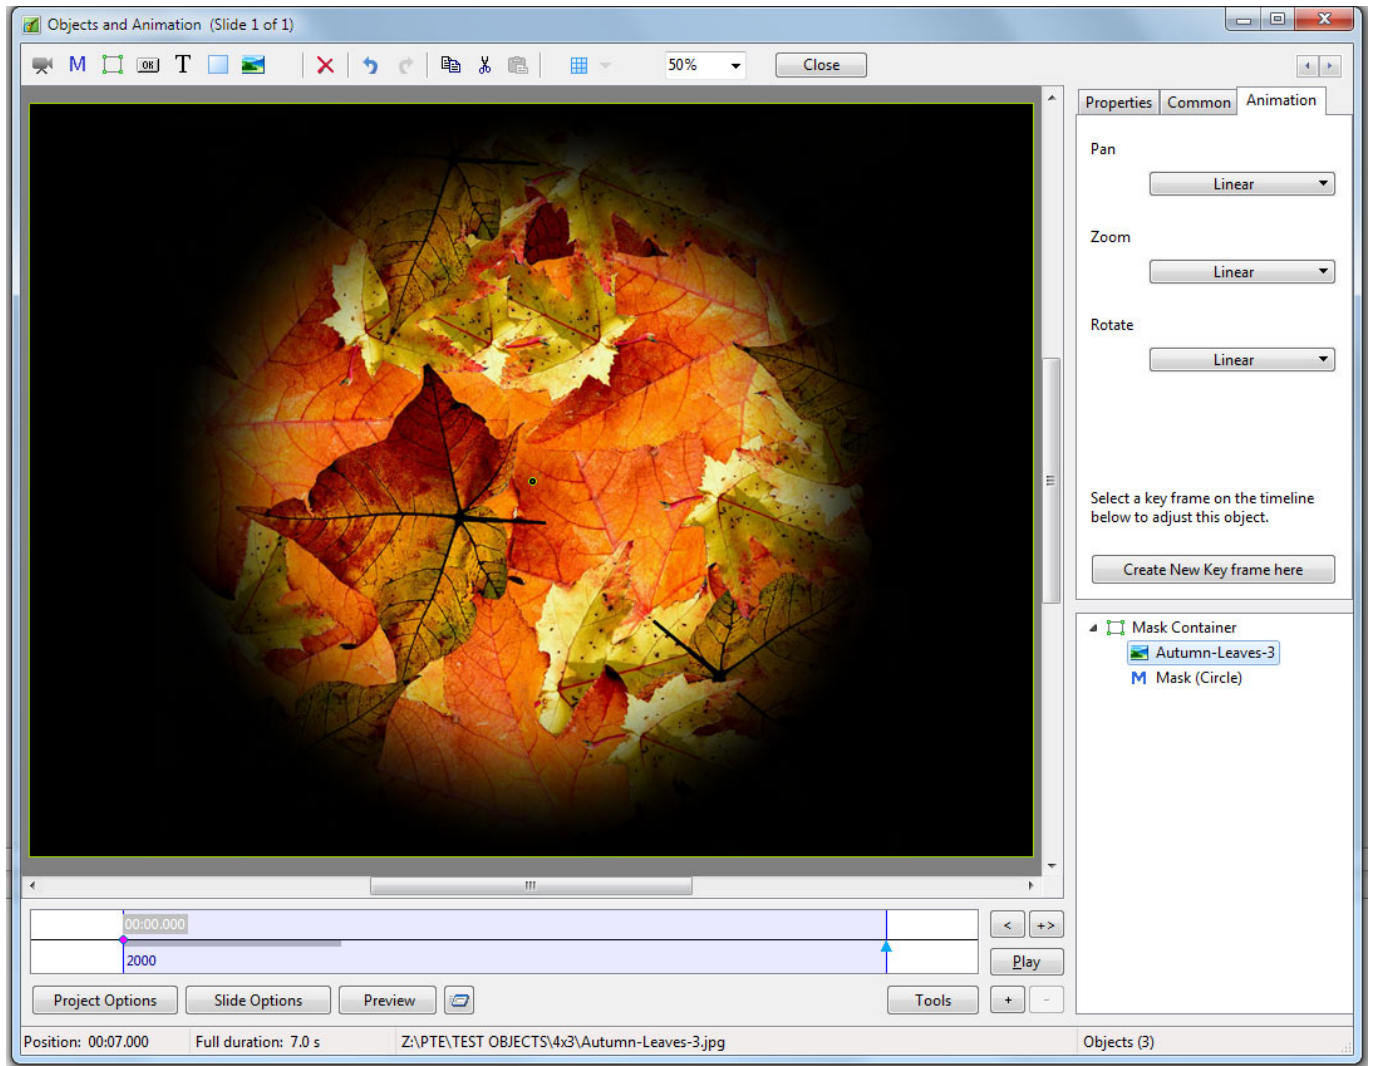 Objects and Animation (Slide 1 of 1)
M OK T 50% Close
Properties Common Animation
Pan
Linear
Zoom
Linear
Rotate
Linear
Select a key frame on the timeline
below to adjust this object.
Create New Key frame here
Mask Container
Autumn-Leaves-3
M Mask (Circle)
00:00.000
2000
< +>
Play
Project Options Slide Options Preview Tools + -
Position: 00:07.000 Full duration: 7.0 s Z:\PTE\TEST OBJECTS\4x3\Autumn-Leaves-3.jpg Objects (3)